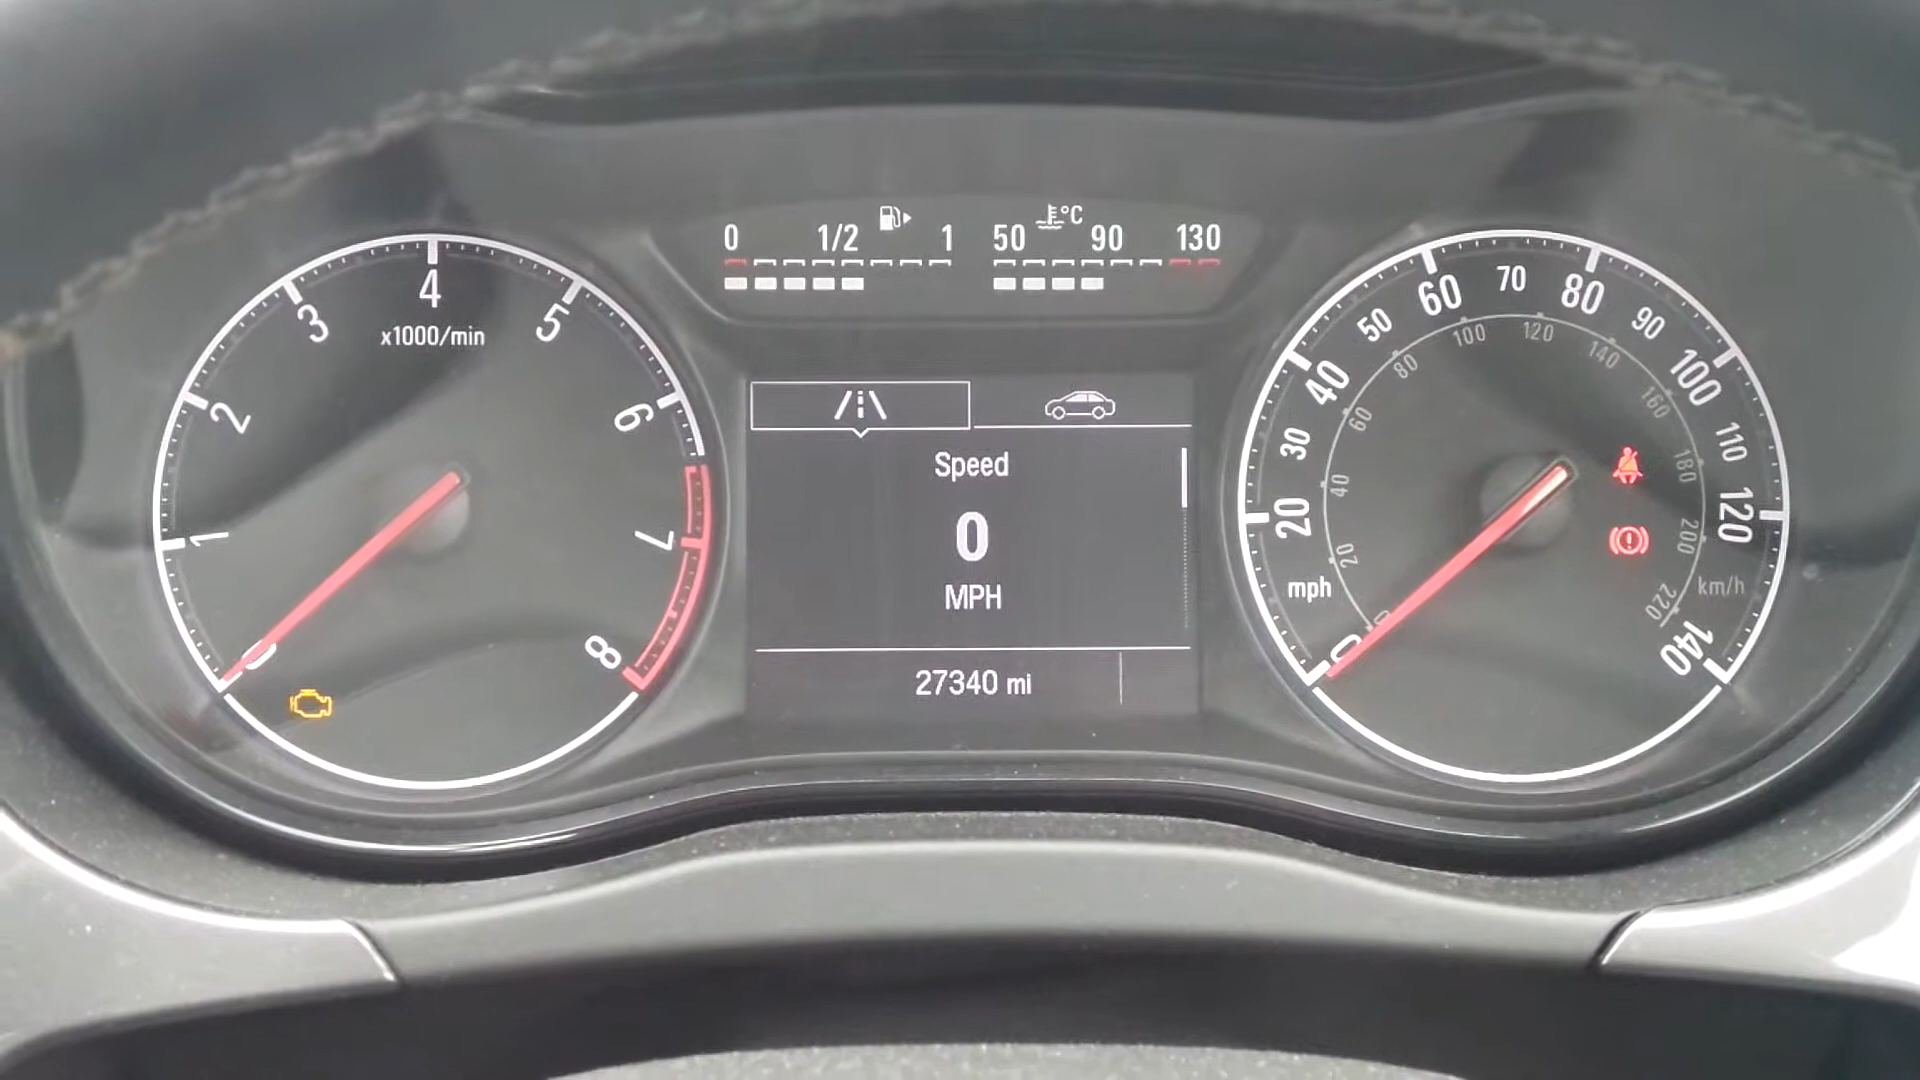 0 1/2 1
50 °C 90 130
0 1 2 3 4 5 6 7 8
x1000/min
Speed
0
MPH
27340 mi
0 20 30 40 50 60 70 80 90 100 110 120 140
mph
0 20 40 60 80 100 120 140 160 180 200 220
km/h